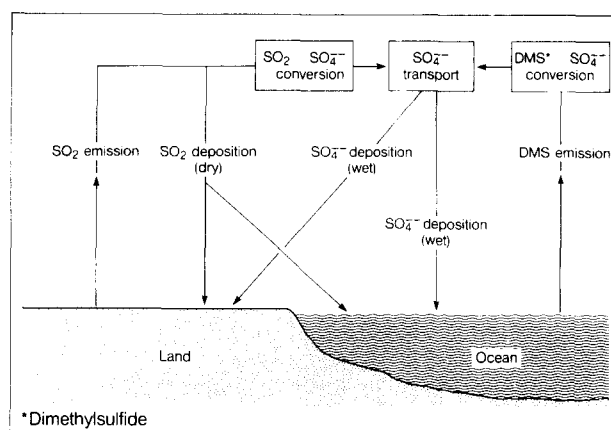 SO₂ SO₄⁻⁻
conversion
SO₄⁻⁻
transport
DMS* SO₄⁻⁻
conversion
SO₂ emission
SO₂ deposition
(dry)
SO₄⁻⁻ deposition
(wet)
DMS emission
SO₄⁻⁻ deposition
(wet)
Land
Ocean
*Dimethylsulfide